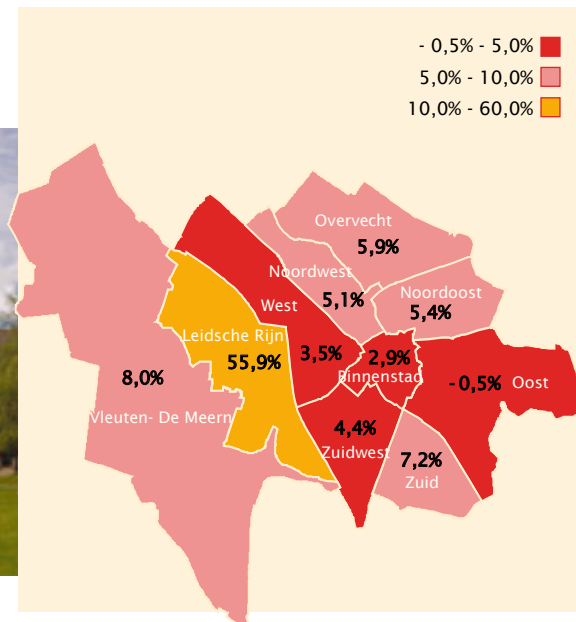 - 0,5% - 5,0%
5,0% - 10,0%
10,0% - 60,0%
Overvecht
5,9%
Noordwest
5,1%
Noordoost
5,4%
West
3,5%
Leidsche Rijn
55,9%
2,9%
Binnenstad
- 0,5% Oost
8,0%
Vleuten- De Meern
4,4%
Zuidwest
7,2%
Zuid